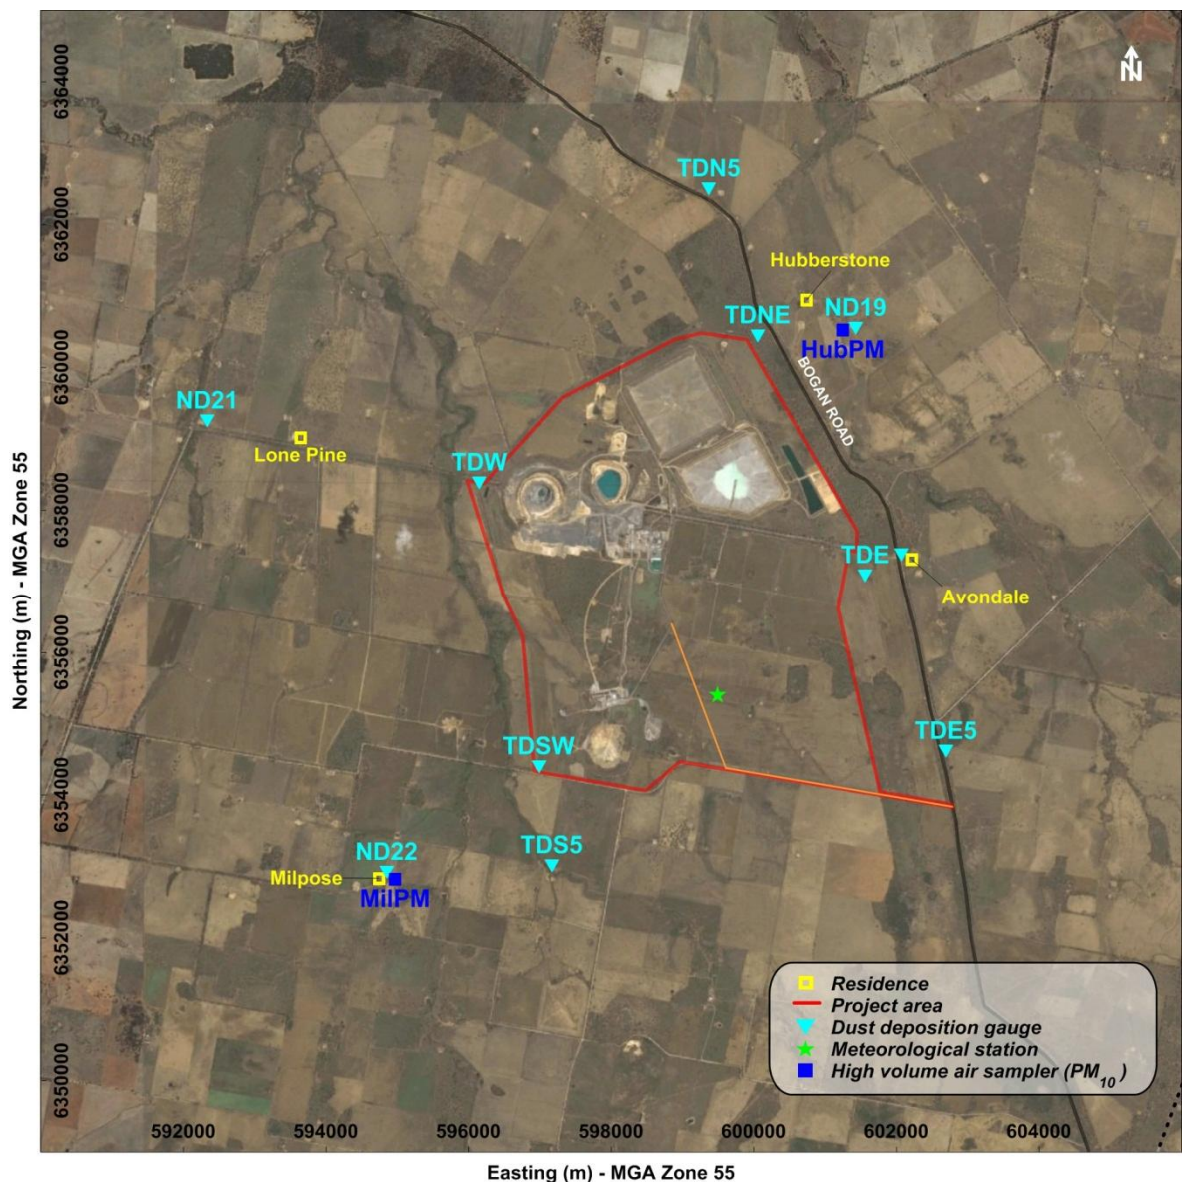 N
6364000
TDN5
6362000
Hubberstone
ND19
TDNE
HubPM
BOGAN ROAD
6360000
ND21
Lone Pine
TDW
6358000
TDE
Avondale
Northing (m) - MGA Zone 55
6356000
TDE5
TDSW
6354000
TDS5
ND22
Milpose
MilPM
6352000
Residence
Project area
Dust deposition gauge
Meteorological station
High volume air sampler (PM10)
6350000
592000 594000 596000 598000 600000 602000 604000
Easting (m) - MGA Zone 55